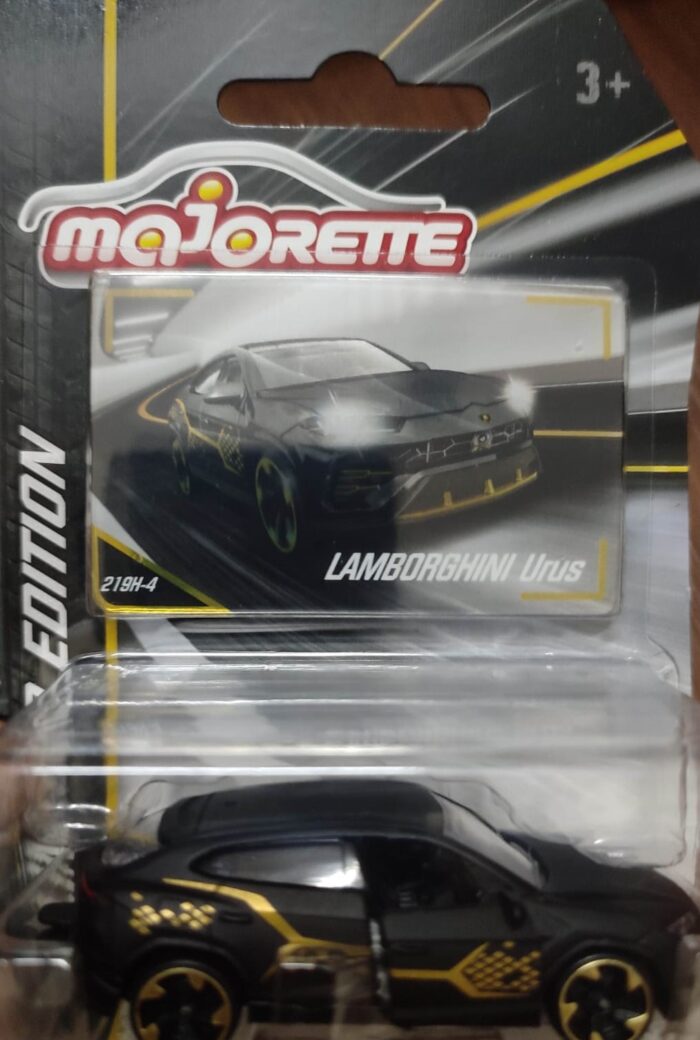 3+
majorette
LAMBORGHINI Urus
219H-4
EDITION